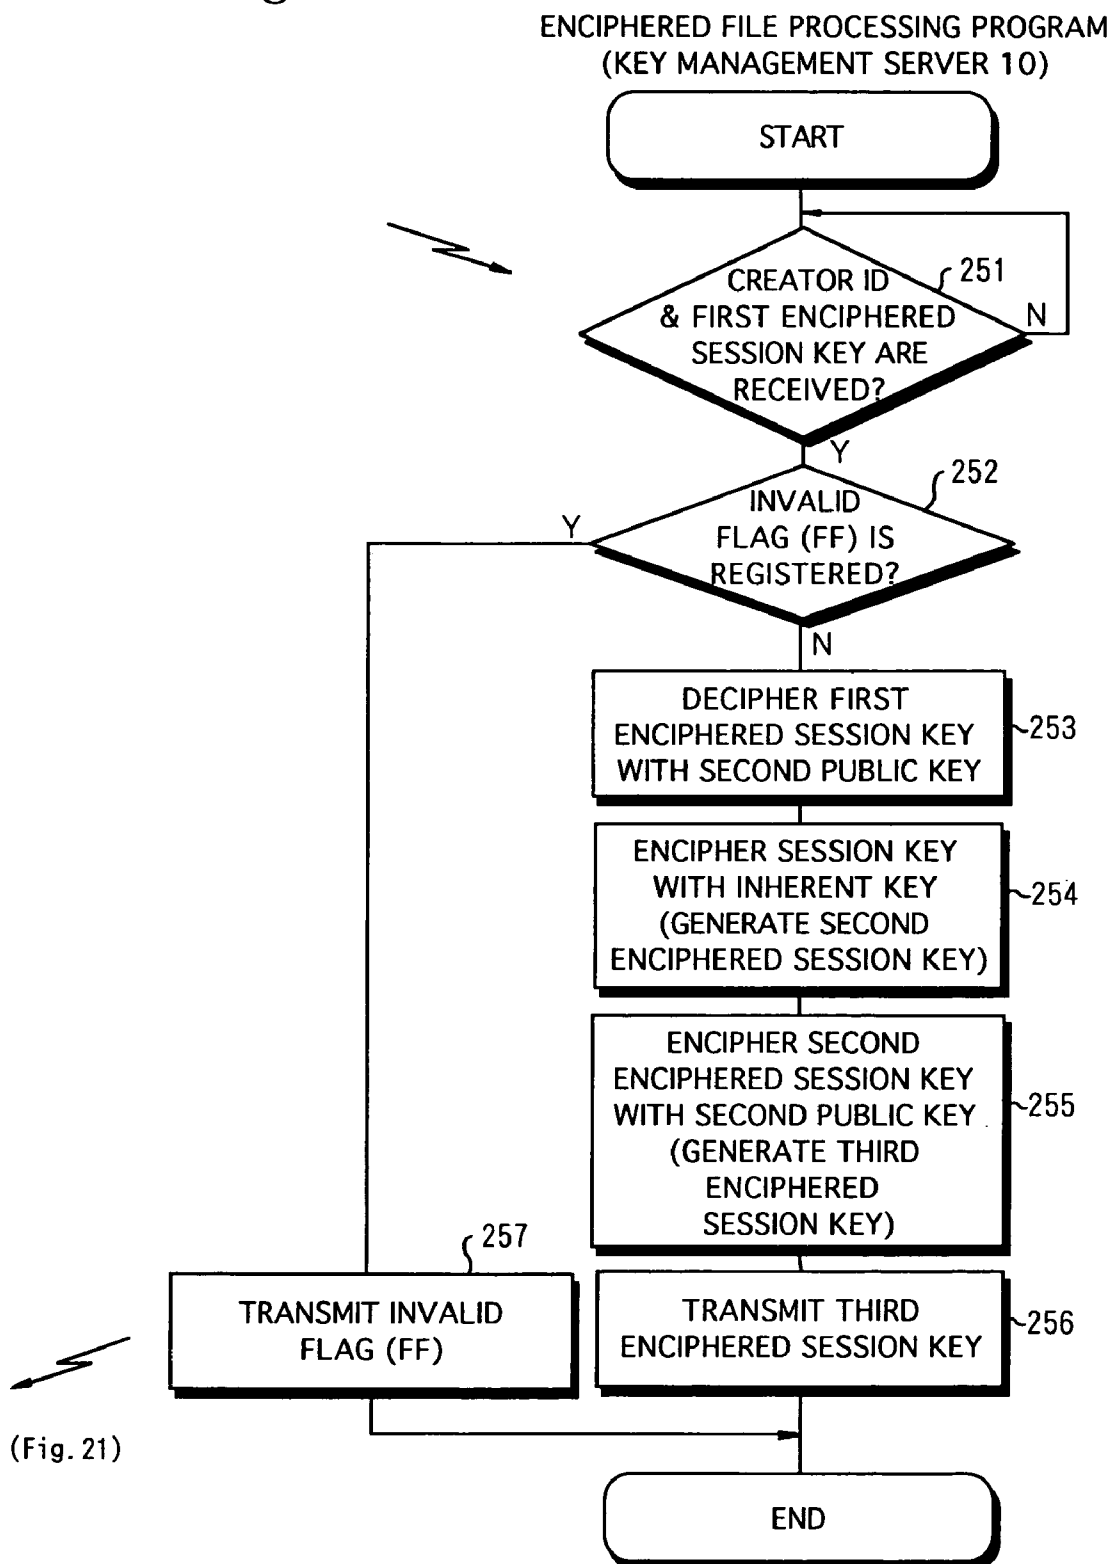 ENCIPHERED FILE PROCESSING PROGRAM
(KEY MANAGEMENT SERVER 10)
START
251
CREATOR ID
& FIRST ENCIPHERED
SESSION KEY ARE
RECEIVED?
N
Y
252
INVALID
FLAG (FF) IS
REGISTERED?
Y
N
DECIPHER FIRST
ENCIPHERED SESSION KEY
WITH SECOND PUBLIC KEY
253
ENCIPHER SESSION KEY
WITH INHERENT KEY
(GENERATE SECOND
ENCIPHERED SESSION KEY)
254
ENCIPHER SECOND
ENCIPHERED SESSION KEY
WITH SECOND PUBLIC KEY
(GENERATE THIRD
ENCIPHERED
SESSION KEY)
255
257
TRANSMIT INVALID
FLAG (FF)
TRANSMIT THIRD
ENCIPHERED SESSION KEY
256
(Fig. 21)
END